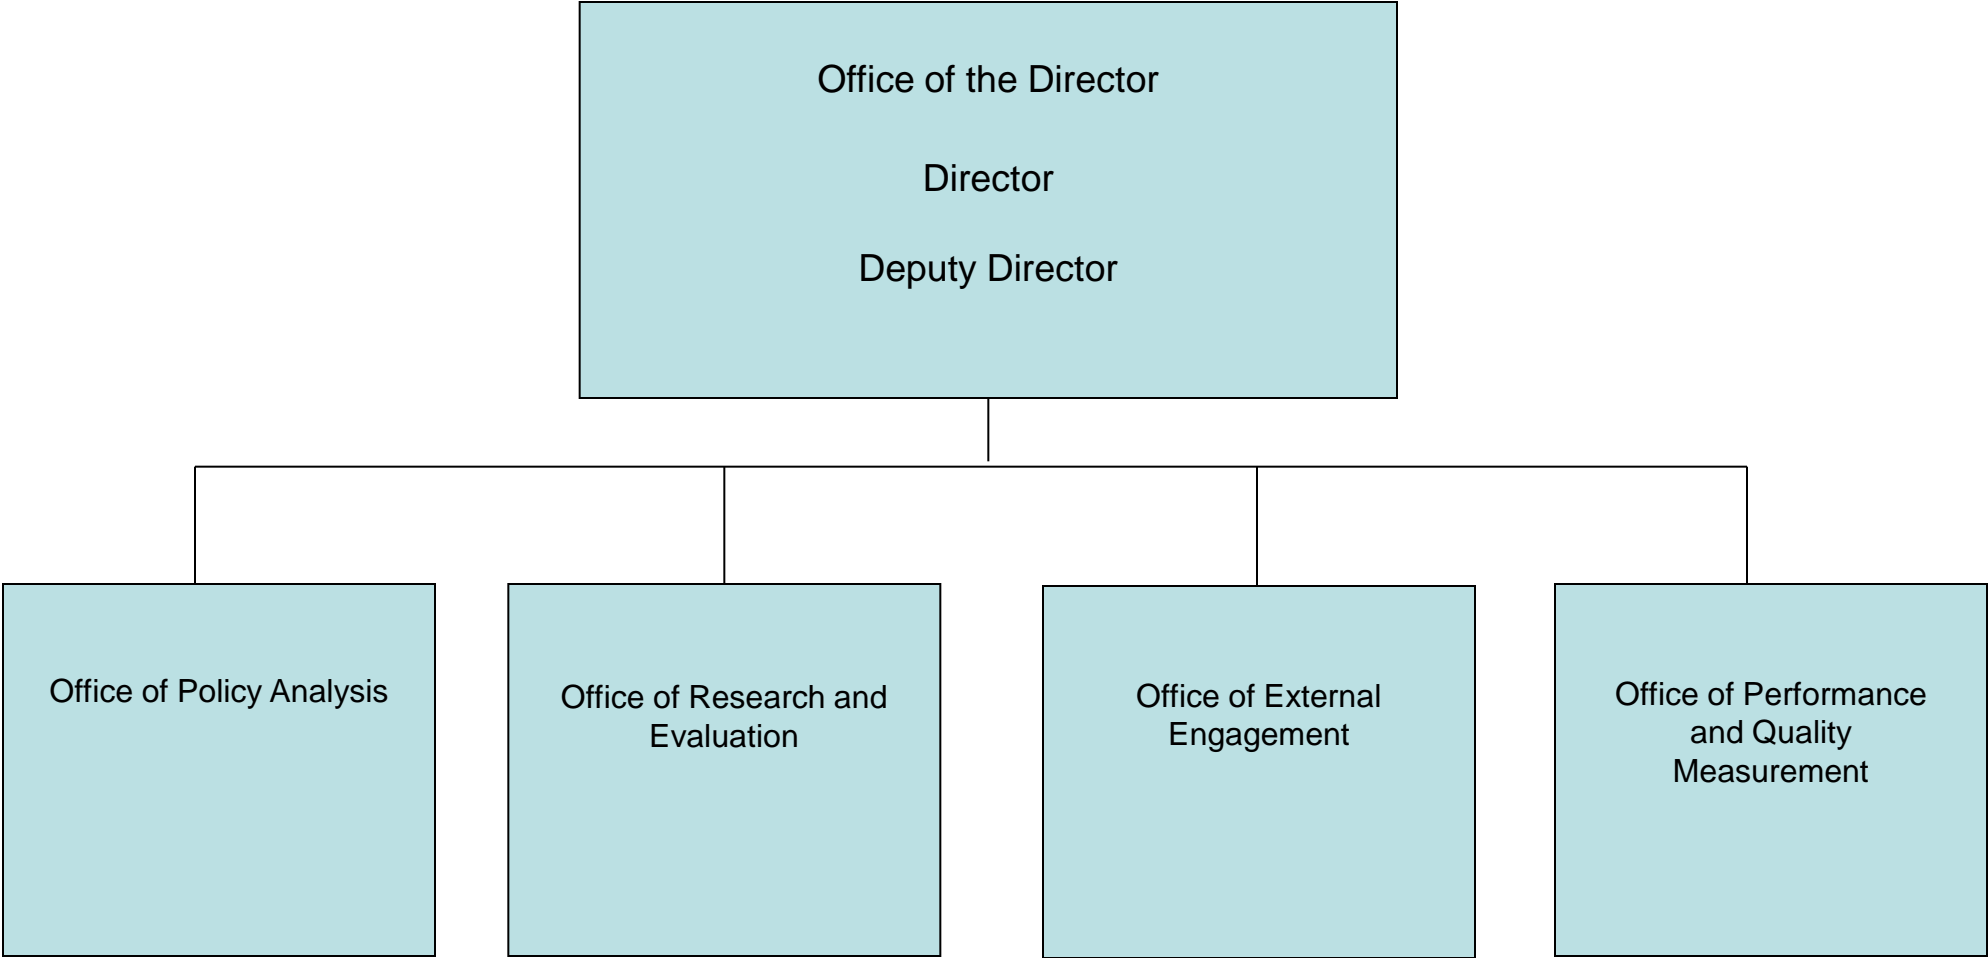 Office of the Director
Director
Deputy Director
Office of Policy Analysis
Office of Research and
Evaluation
Office of External
Engagement
Office of Performance
and Quality
Measurement